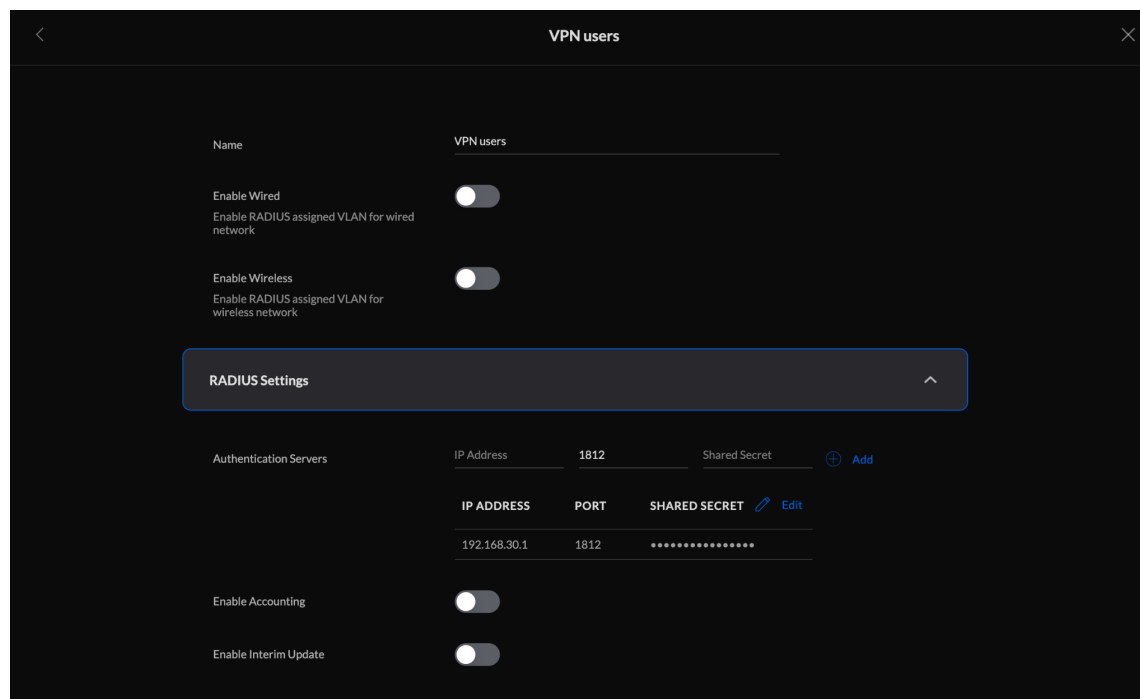 VPN users
Name
VPN users
Enable Wired
Enable RADIUS assigned VLAN for wired
network
Enable Wireless
Enable RADIUS assigned VLAN for
wireless network
RADIUS Settings
Authentication Servers
IP Address 1812 Shared Secret Add
IP ADDRESS PORT SHARED SECRET Edit
192.168.30.1 1812 ••••••••••••••••
Enable Accounting
Enable Interim Update